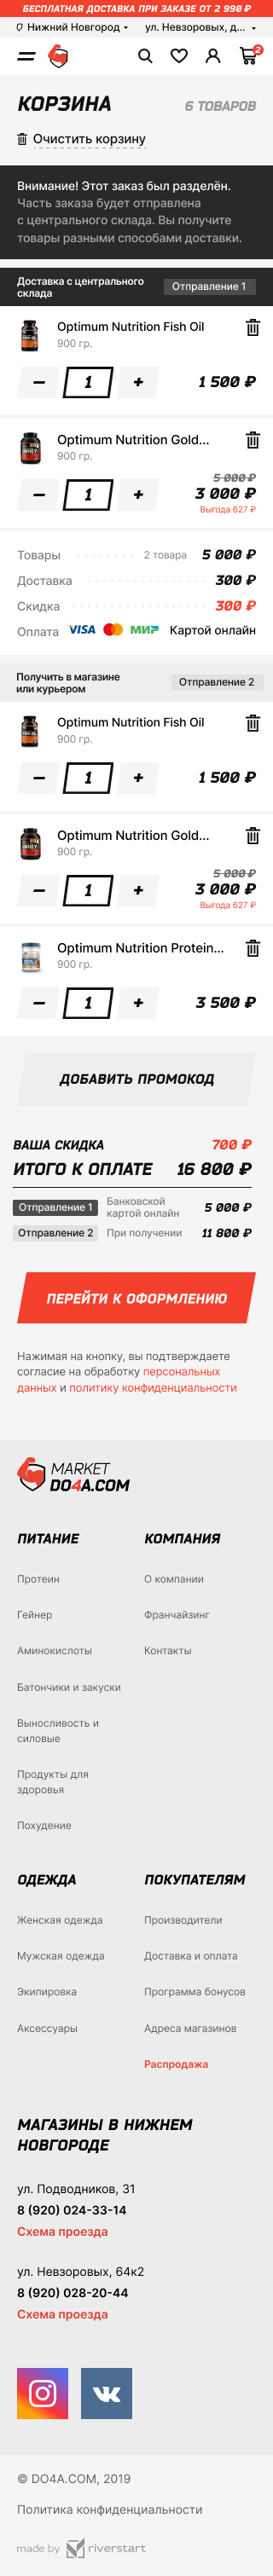 БЕСПЛАТНАЯ ДОСТАВКА ПРИ ЗАКАЗЕ ОТ 2 990 ₽
Нижний Новгород
ул. Невзоровых, д...
2
КОРЗИНА
6 ТОВАРОВ
Очистить корзину
Внимание! Этот заказ был разделён.
Часть заказа будет отправлена
с центрального склада. Вы получите
товары разными способами доставки.
Доставка с центрального
склада
Отправление 1
Optimum Nutrition Fish Oil
900 гр.
– 1 +
1 500 ₽
Optimum Nutrition Gold...
900 гр.
5 000 ₽
– 1 +
3 000 ₽
Выгода 627 ₽
Товары 2 товара 5 000 ₽
Доставка 300 ₽
Скидка 300 ₽
Оплата VISA МИР Картой онлайн
Получить в магазине
или курьером
Отправление 2
Optimum Nutrition Fish Oil
900 гр.
– 1 +
1 500 ₽
Optimum Nutrition Gold...
900 гр.
5 000 ₽
– 1 +
3 000 ₽
Выгода 627 ₽
Optimum Nutrition Protein...
900 гр.
– 1 +
3 500 ₽
ДОБАВИТЬ ПРОМОКОД
ВАША СКИДКА 700 ₽
ИТОГО К ОПЛАТЕ 16 800 ₽
Отправление 1
Банковской
картой онлайн
5 000 ₽
Отправление 2 При получении 11 800 ₽
ПЕРЕЙТИ К ОФОРМЛЕНИЮ
Нажимая на кнопку, вы подтверждаете
согласие на обработку персональных
данных и политику конфиденциальности
MARKET
DO4A.COM
ПИТАНИЕ
Протеин
Гейнер
Аминокислоты
Батончики и закуски
Выносливость и
силовые
Продукты для
здоровья
Похудение
КОМПАНИЯ
О компании
Франчайзинг
Контакты
ОДЕЖДА
Женская одежда
Мужская одежда
Экипировка
Аксессуары
ПОКУПАТЕЛЯМ
Производители
Доставка и оплата
Программа бонусов
Адреса магазинов
Распродажа
МАГАЗИНЫ В НИЖНЕМ
НОВГОРОДЕ
ул. Подводников, 31
8 (920) 024-33-14
Схема проезда
ул. Невзоровых, 64к2
8 (920) 028-20-44
Схема проезда
© DO4A.COM, 2019
Политика конфиденциальности
made by riverstart